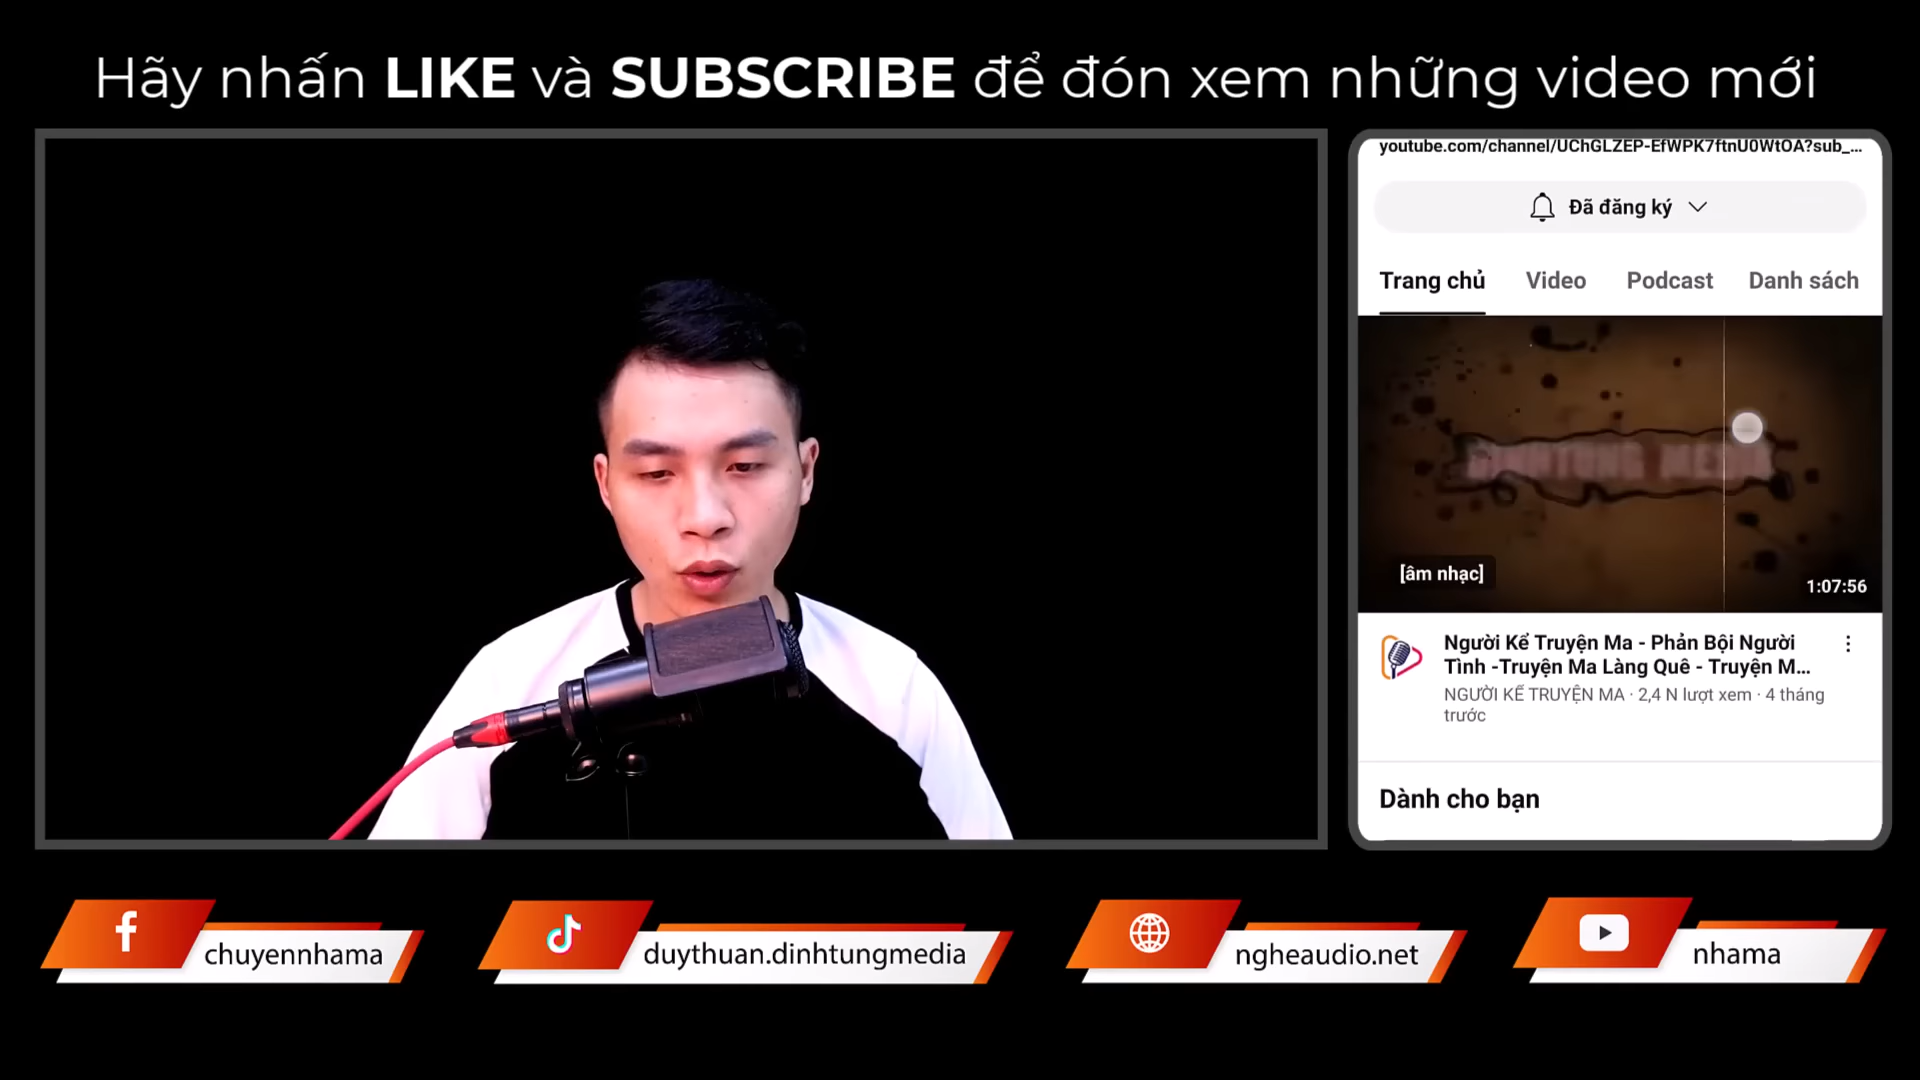 Hãy nhấn LIKE và SUBSCRIBE để đón xem những video mới
youtube.com/channel/UChGLZEP-EfWPK7ftnU0WtOA?sub_...
Đã đăng ký
Trang chủ Video Podcast Danh sách
DINHTUNG MEDIA
[âm nhạc]
1:07:56
Người Kể Truyện Ma - Phản Bội Người
Tình -Truyện Ma Làng Quê - Truyện M...
NGƯỜI KỂ TRUYỆN MA · 2,4 N lượt xem · 4 tháng
trước
Dành cho bạn
chuyennhama
duythuan.dinhtungmedia
ngheaudio.net
nhama